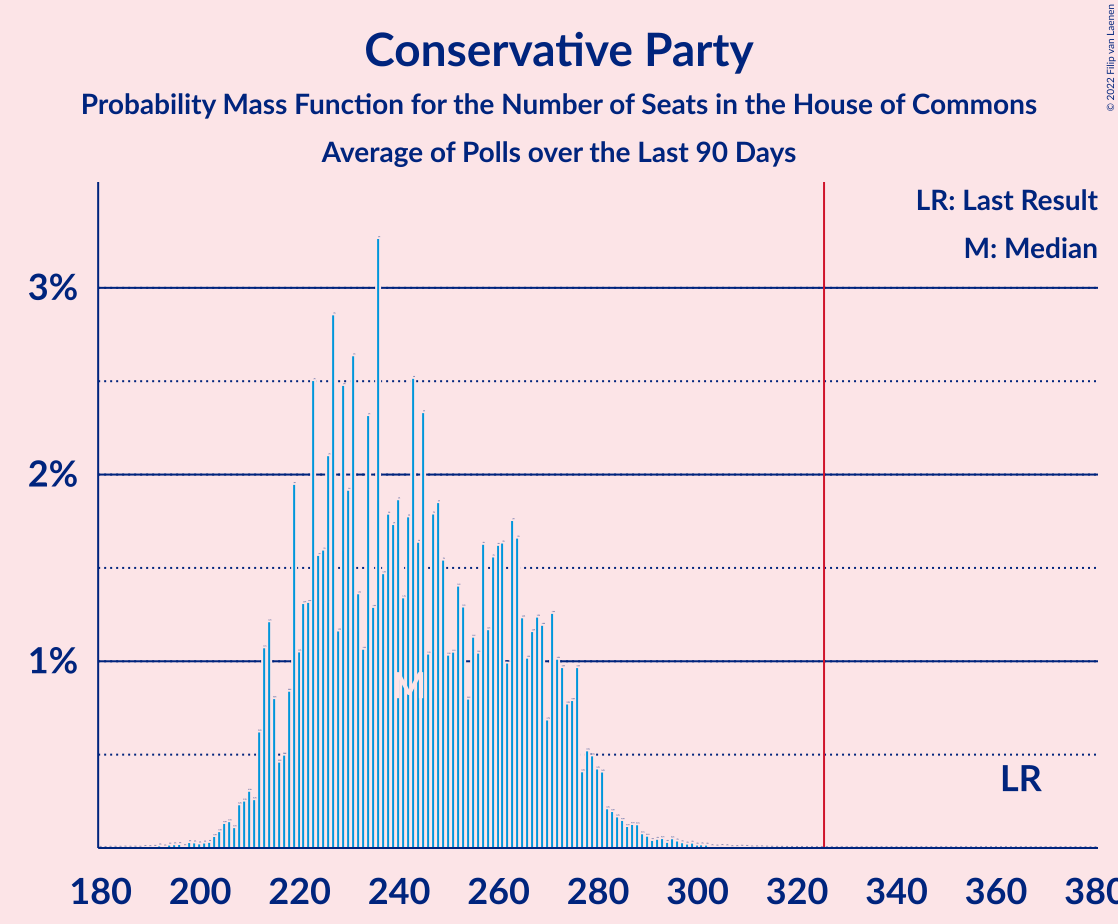 Conservative Party
Probability Mass Function for the Number of Seats in the House of Commons
Average of Polls over the Last 90 Days
© 2022 Filip van Laenen
LR: Last Result
M: Median
3%
2%
1%
M
LR
180 200 220 240 260 280 300 320 340 360 380